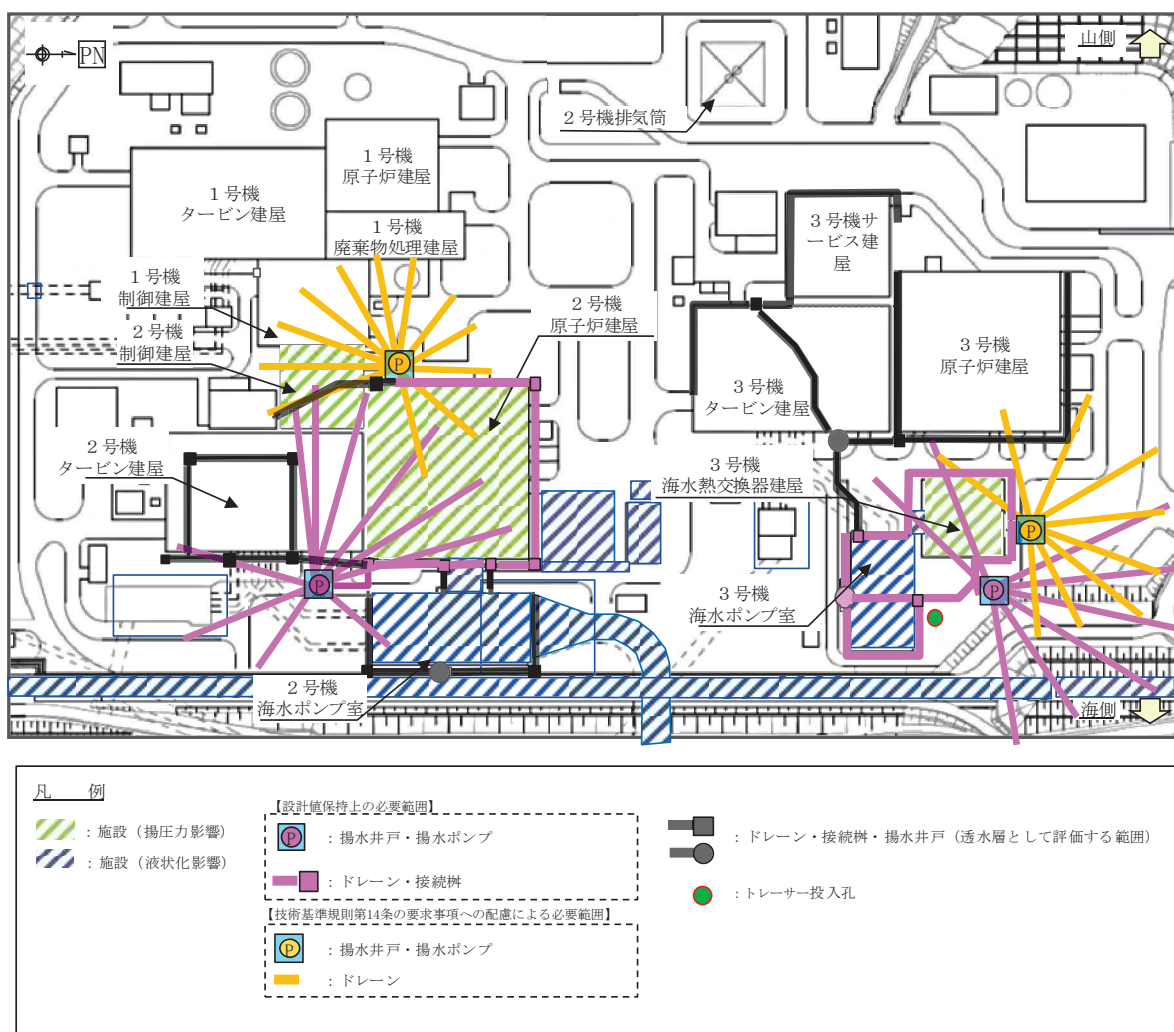 PN
山側
2号機排気筒
1号機
原子炉建屋
1号機
タービン建屋
3号機サ
ービス建
屋
1号機
廃棄物処理建屋
1号機
制御建屋
2号機
制御建屋
2号機
原子炉建屋
3号機
原子炉建屋
3号機
タービン建屋
P
2号機
タービン建屋
3号機
海水熱交換器建屋
P
P
P
3号機
海水ポンプ室
2号機
海水ポンプ室
海側
凡 例
:施設（揚圧力影響）
:施設（液状化影響）
【設計値保持上の必要範囲】
P :揚水井戸・揚水ポンプ
:ドレーン・接続桝
【技術基準規則第14条の要求事項への配慮による必要範囲】
P :揚水井戸・揚水ポンプ
:ドレーン
:ドレーン・接続桝・揚水井戸（透水層として評価する範囲）
:トレーサー投入孔